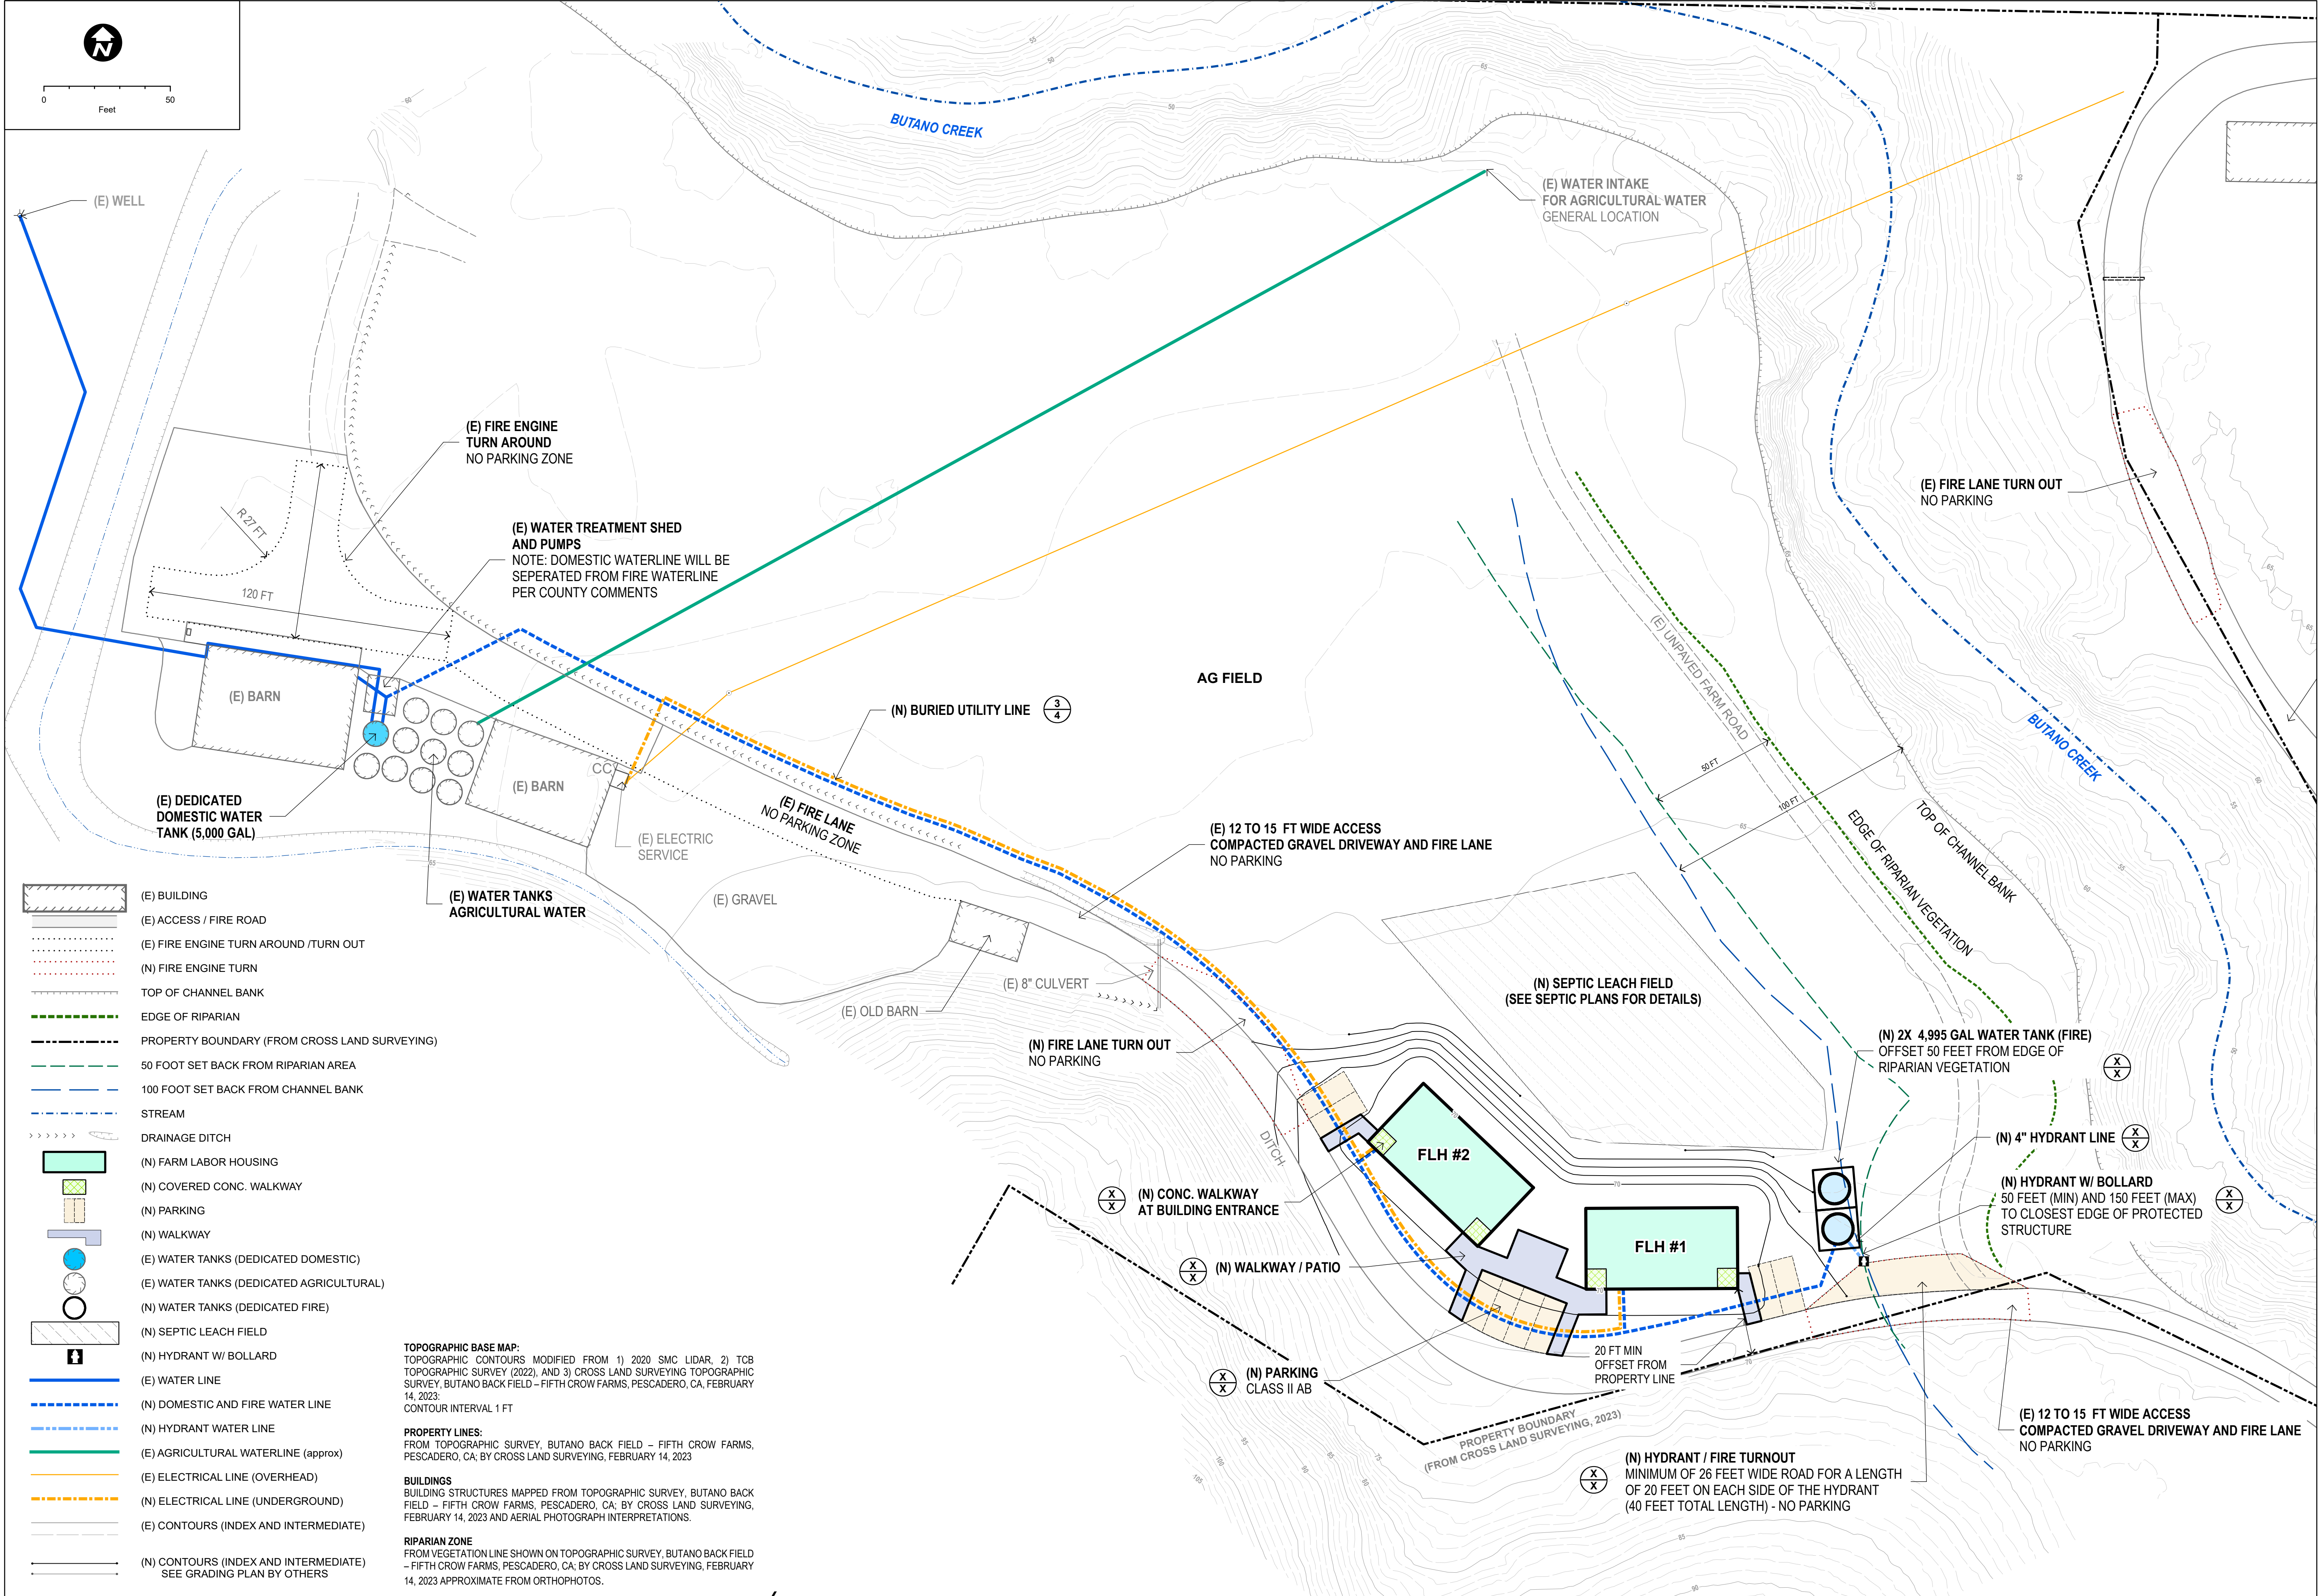 N
0
50
Feet
BUTANO CREEK
(E) WELL
(E) WATER INTAKE
FOR AGRICULTURAL WATER
GENERAL LOCATION
(E) FIRE ENGINE
TURN AROUND
NO PARKING ZONE
(E) FIRE LANE TURN OUT
NO PARKING
R 27 FT
(E) WATER TREATMENT SHED
AND PUMPS
NOTE: DOMESTIC WATERLINE WILL BE
SEPERATED FROM FIRE WATERLINE
PER COUNTY COMMENTS
120 FT
(E) UNPAVED FARM ROAD
AG FIELD
(E) BARN
(N) BURIED UTILITY LINE
3
4
BUTANO CREEK
50 FT
100 FT
CC
(E) BARN
(E) DEDICATED
DOMESTIC WATER
TANK (5,000 GAL)
(E) FIRE LANE
NO PARKING ZONE
(E) ELECTRIC
SERVICE
TOP OF CHANNEL BANK
EDGE OF RIPARIAN VEGETATION
(E) 12 TO 15 FT WIDE ACCESS
COMPACTED GRAVEL DRIVEWAY AND FIRE LANE
NO PARKING
(E) WATER TANKS
AGRICULTURAL WATER
(E) GRAVEL
(E) 8" CULVERT
(E) OLD BARN
(N) SEPTIC LEACH FIELD
(SEE SEPTIC PLANS FOR DETAILS)
(N) FIRE LANE TURN OUT
NO PARKING
(N) 2X 4,995 GAL WATER TANK (FIRE)
OFFSET 50 FEET FROM EDGE OF
RIPARIAN VEGETATION
X
X
DITCH
FLH #2
(N) 4" HYDRANT LINE
X
X
(N) HYDRANT W/ BOLLARD
50 FEET (MIN) AND 150 FEET (MAX)
TO CLOSEST EDGE OF PROTECTED
STRUCTURE
X
X
X
X
(N) CONC. WALKWAY
AT BUILDING ENTRANCE
FLH #1
X
X
(N) WALKWAY / PATIO
X
X
(N) PARKING
CLASS II AB
20 FT MIN
OFFSET FROM
PROPERTY LINE
PROPERTY BOUNDARY
(FROM CROSS LAND SURVEYING, 2023)
(E) 12 TO 15 FT WIDE ACCESS
COMPACTED GRAVEL DRIVEWAY AND FIRE LANE
NO PARKING
X
X
(N) HYDRANT / FIRE TURNOUT
MINIMUM OF 26 FEET WIDE ROAD FOR A LENGTH
OF 20 FEET ON EACH SIDE OF THE HYDRANT
(40 FEET TOTAL LENGTH) - NO PARKING
(E) BUILDING
(E) ACCESS / FIRE ROAD
(E) FIRE ENGINE TURN AROUND /TURN OUT
(N) FIRE ENGINE TURN
TOP OF CHANNEL BANK
EDGE OF RIPARIAN
PROPERTY BOUNDARY (FROM CROSS LAND SURVEYING)
50 FOOT SET BACK FROM RIPARIAN AREA
100 FOOT SET BACK FROM CHANNEL BANK
STREAM
DRAINAGE DITCH
(N) FARM LABOR HOUSING
(N) COVERED CONC. WALKWAY
(N) PARKING
(N) WALKWAY
(E) WATER TANKS (DEDICATED DOMESTIC)
(E) WATER TANKS (DEDICATED AGRICULTURAL)
(N) WATER TANKS (DEDICATED FIRE)
(N) SEPTIC LEACH FIELD
(N) HYDRANT W/ BOLLARD
(E) WATER LINE
(N) DOMESTIC AND FIRE WATER LINE
(N) HYDRANT WATER LINE
(E) AGRICULTURAL WATERLINE (approx)
(E) ELECTRICAL LINE (OVERHEAD)
(N) ELECTRICAL LINE (UNDERGROUND)
(E) CONTOURS (INDEX AND INTERMEDIATE)
(N) CONTOURS (INDEX AND INTERMEDIATE)
SEE GRADING PLAN BY OTHERS
TOPOGRAPHIC BASE MAP:
TOPOGRAPHIC CONTOURS MODIFIED FROM 1) 2020 SMC LIDAR, 2) TCB
TOPOGRAPHIC SURVEY (2022), AND 3) CROSS LAND SURVEYING TOPOGRAPHIC
SURVEY, BUTANO BACK FIELD – FIFTH CROW FARMS, PESCADERO, CA, FEBRUARY
14, 2023:
CONTOUR INTERVAL 1 FT
PROPERTY LINES:
FROM TOPOGRAPHIC SURVEY, BUTANO BACK FIELD – FIFTH CROW FARMS,
PESCADERO, CA; BY CROSS LAND SURVEYING, FEBRUARY 14, 2023
BUILDINGS
BUILDING STRUCTURES MAPPED FROM TOPOGRAPHIC SURVEY, BUTANO BACK
FIELD – FIFTH CROW FARMS, PESCADERO, CA; BY CROSS LAND SURVEYING,
FEBRUARY 14, 2023 AND AERIAL PHOTOGRAPH INTERPRETATIONS.
RIPARIAN ZONE
FROM VEGETATION LINE SHOWN ON TOPOGRAPHIC SURVEY, BUTANO BACK FIELD
– FIFTH CROW FARMS, PESCADERO, CA; BY CROSS LAND SURVEYING, FEBRUARY
14, 2023 APPROXIMATE FROM ORTHOPHOTOS.